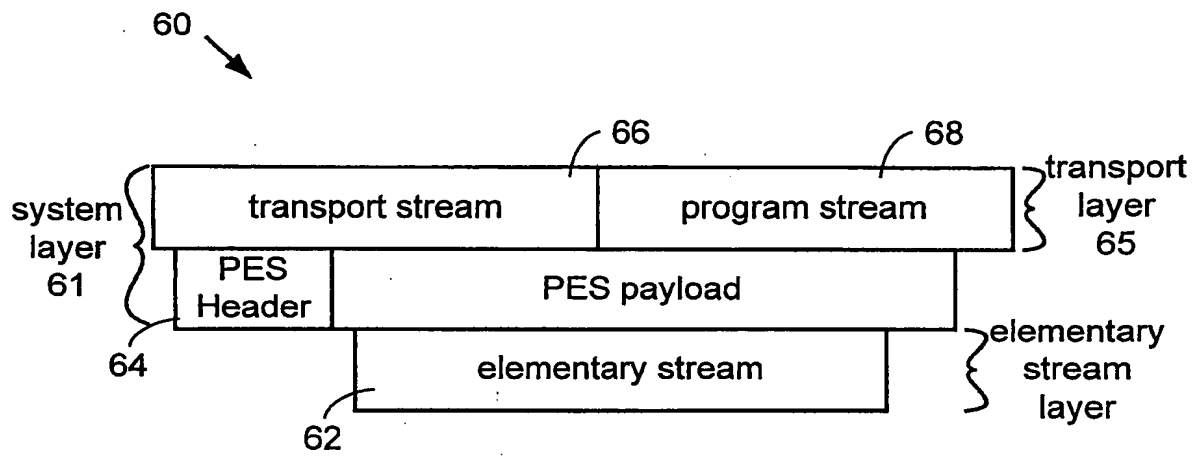 60
66
68
system
layer
61
transport stream
program stream
transport
layer
65
PES
Header
PES payload
64
elementary stream
elementary
stream
layer
62